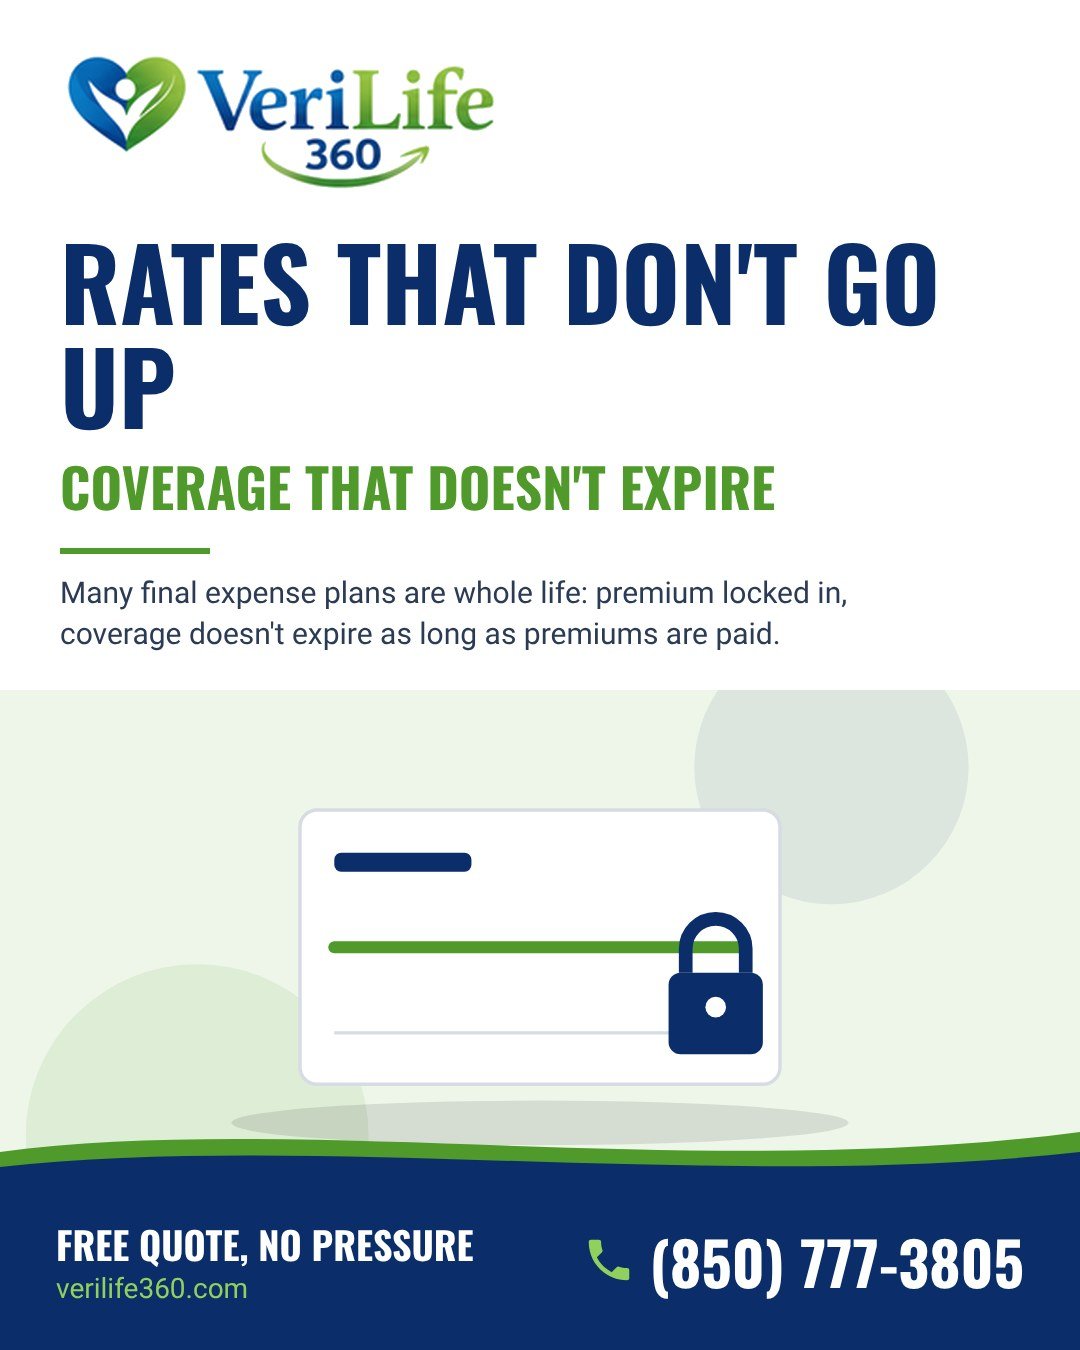 VeriLife
360
RATES THAT DON'T GO
UP
COVERAGE THAT DOESN'T EXPIRE
Many final expense plans are whole life: premium locked in,
coverage doesn't expire as long as premiums are paid.
FREE QUOTE, NO PRESSURE
verilife360.com
(850) 777-3805